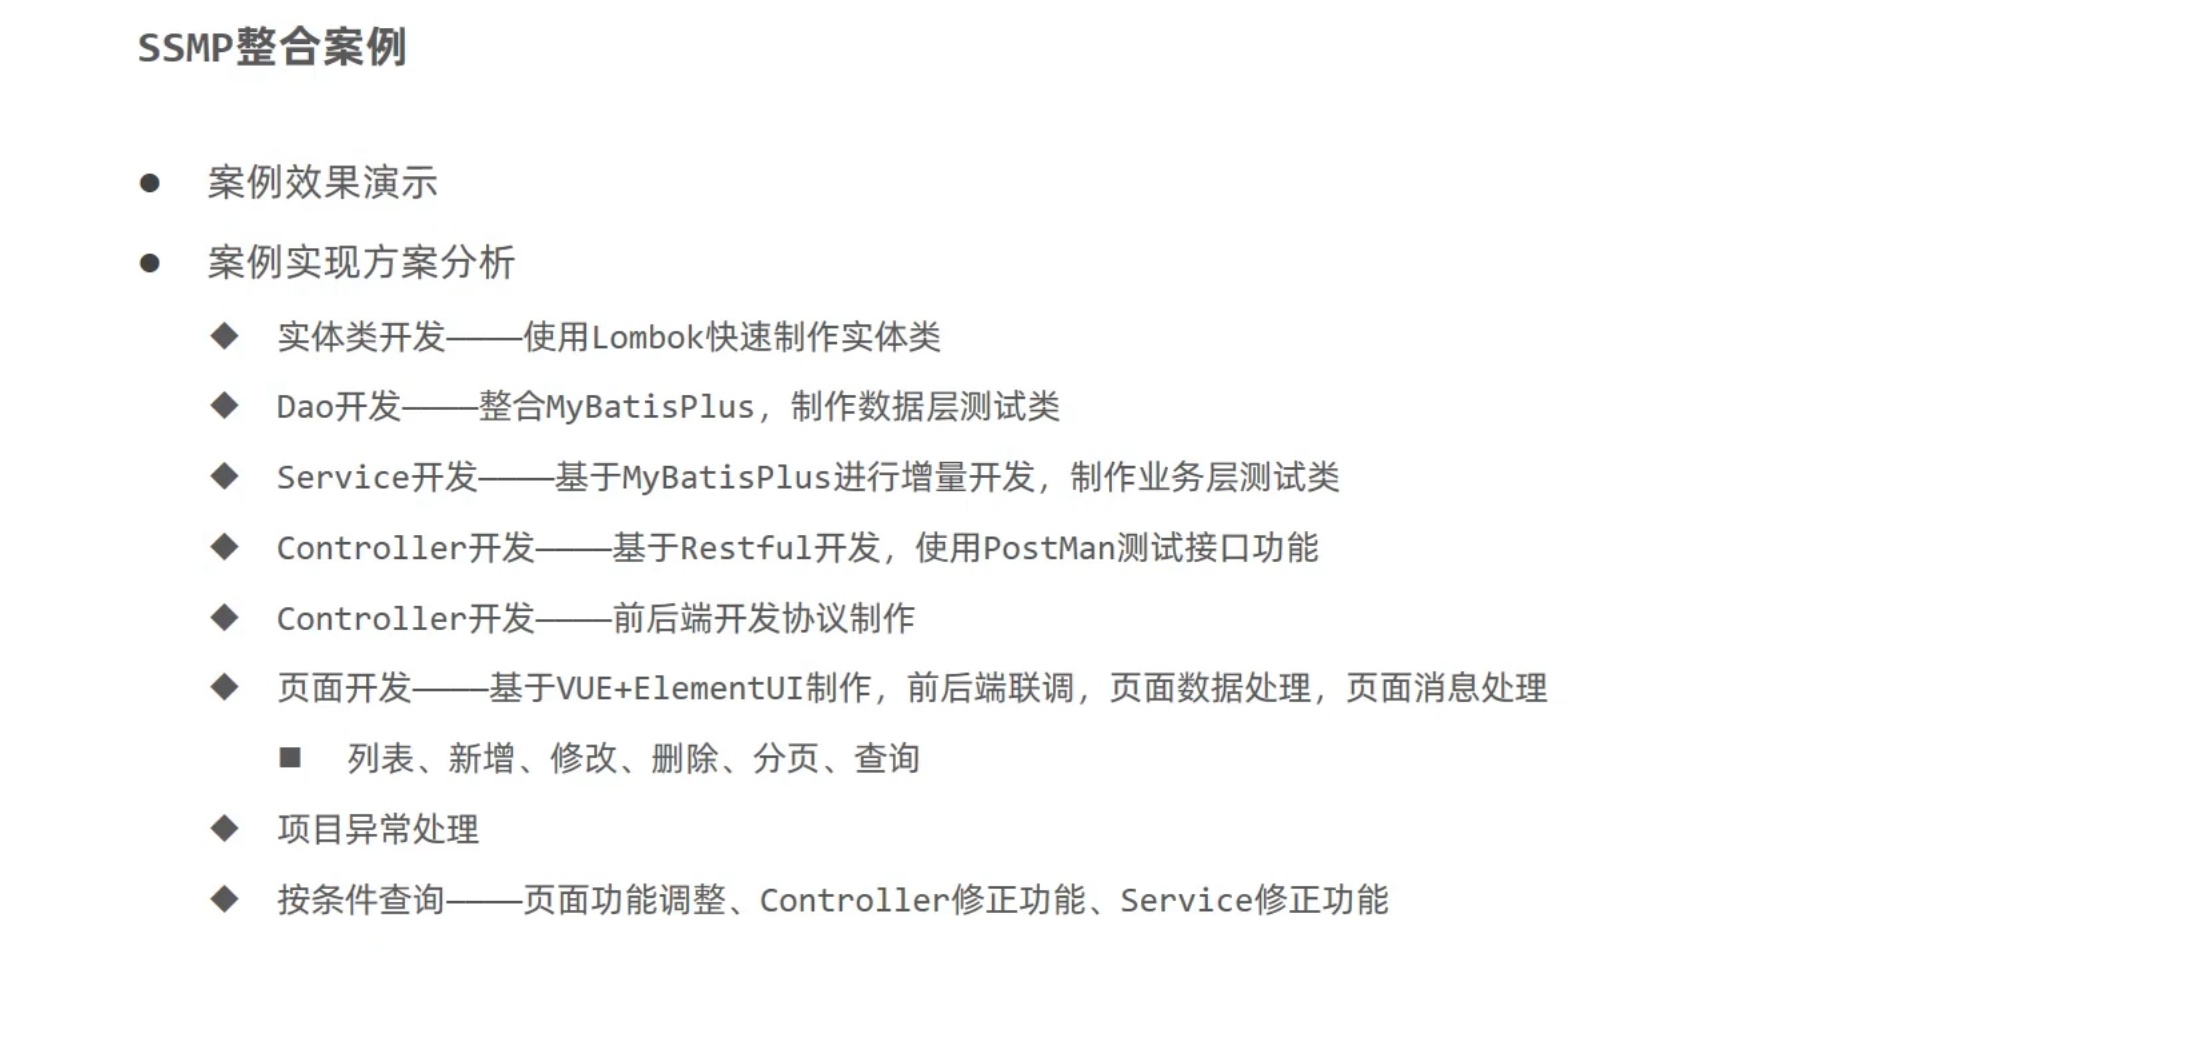 SSMP整合案例
● 案例效果演示
● 案例实现方案分析
◆ 实体类开发————使用Lombok快速制作实体类
◆ Dao开发————整合MyBatisPlus，制作数据层测试类
◆ Service开发————基于MyBatisPlus进行增量开发，制作业务层测试类
◆ Controller开发————基于Restful开发，使用PostMan测试接口功能
◆ Controller开发————前后端开发协议制作
◆ 页面开发————基于VUE+ElementUI制作，前后端联调，页面数据处理，页面消息处理
■ 列表、新增、修改、删除、分页、查询
◆ 项目异常处理
◆ 按条件查询————页面功能调整、Controller修正功能、Service修正功能